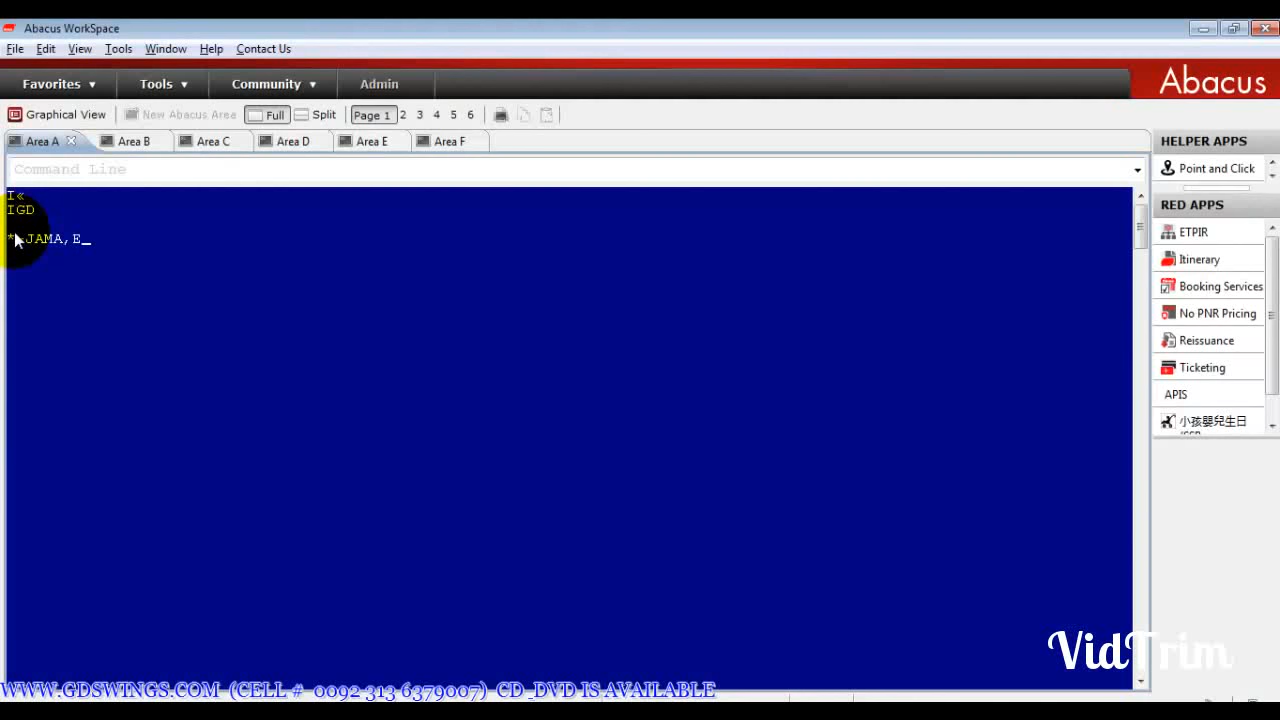 Abacus WorkSpace
File Edit View Tools Window Help Contact Us
Favorites Tools Community Admin
Abacus
Graphical View New Abacus Area Full Split Page 1 2 3 4 5 6
Area A Area B Area C Area D Area E Area F
Command Line
I«
IGD
JAMA,E_
HELPER APPS
Point and Click
RED APPS
ETPIR
Itinerary
Booking Services
No PNR Pricing
Reissuance
Ticketing
APIS
小孩嬰兒生日
VidTrim
WWW.GDSWINGS.COM (CELL # 0092 313 6379007) CD_DVD IS AVAILABLE